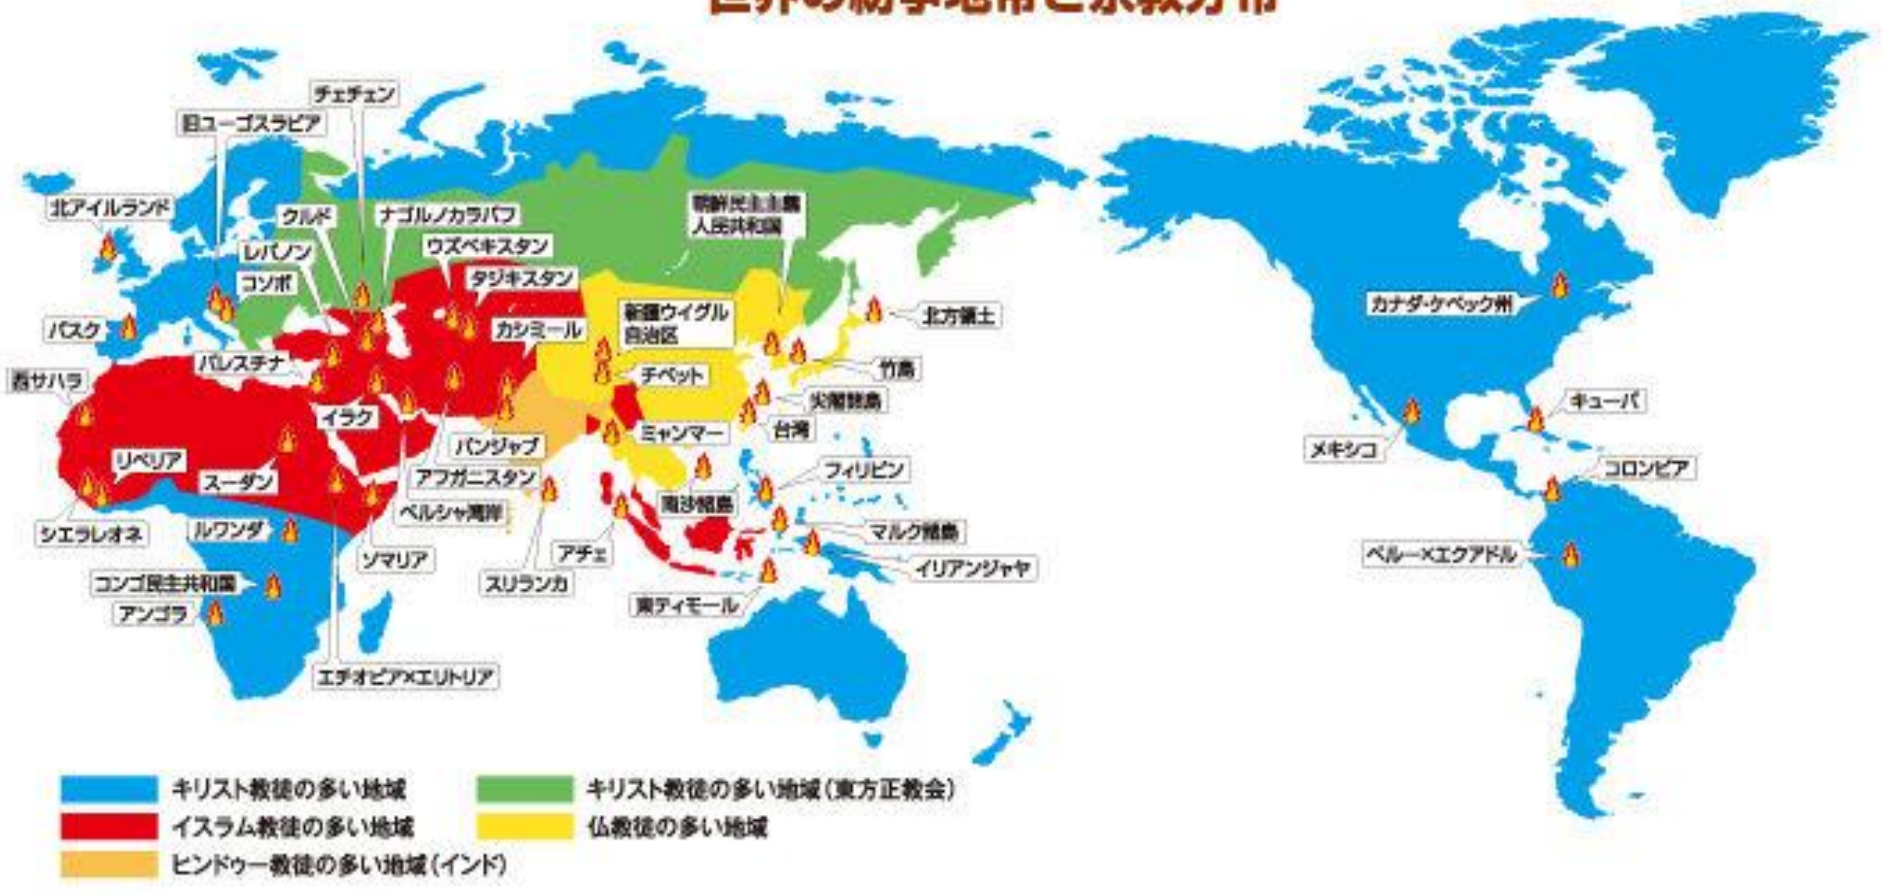 世界の紛争地帯と宗教分布
チェチェン
旧ユーゴスラビア
北アイルランド
クルド
ナゴルノカラバフ
レバノン
ウズベキスタン
コソボ
タジキスタン
朝鮮民主主義
人民共和国
バスク
カシミール
新疆ウイグル
自治区
北方領土
カナダ・ケベック州
パレスチナ
チベット
竹島
西サハラ
尖閣諸島
キューバ
イラク
パンジャブ
ミャンマー
台湾
メキシコ
リベリア
スーダン
アフガニスタン
フィリピン
コロンビア
ペルシャ湾岸
南沙諸島
シエラレオネ
ルワンダ
マルク諸島
ソマリア
アチェ
ペルー×エクアドル
コンゴ民主共和国
スリランカ
イリアンジャヤ
アンゴラ
東ティモール
エチオピア×エリトリア
キリスト教徒の多い地域
キリスト教徒の多い地域(東方正教会)
イスラム教徒の多い地域
仏教徒の多い地域
ヒンドゥー教徒の多い地域(インド)